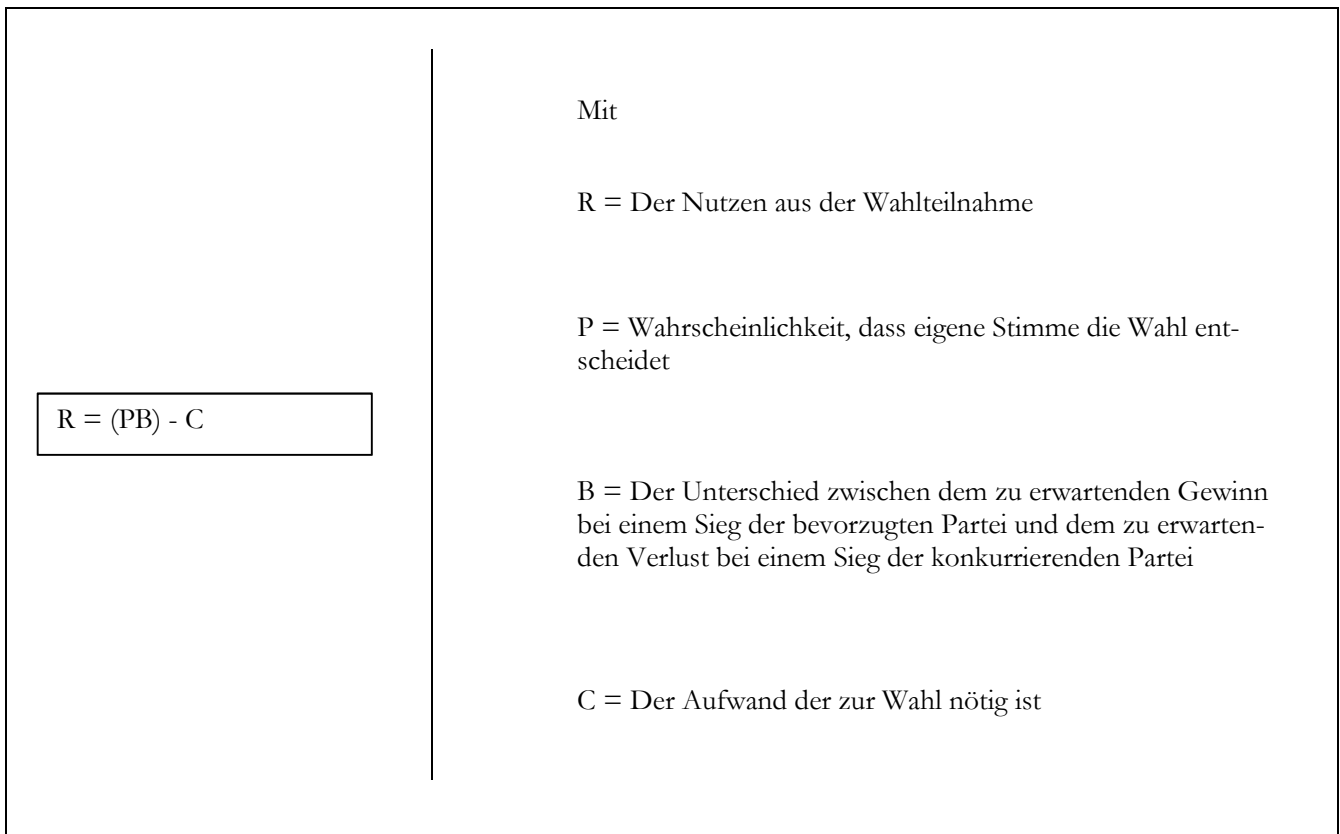 R = (PB) - C
Mit
R = Der Nutzen aus der Wahlteilnahme
P = Wahrscheinlichkeit, dass eigene Stimme die Wahl ent-
scheidet
B = Der Unterschied zwischen dem zu erwartenden Gewinn
bei einem Sieg der bevorzugten Partei und dem zu erwarten-
den Verlust bei einem Sieg der konkurrierenden Partei
C = Der Aufwand der zur Wahl nötig ist